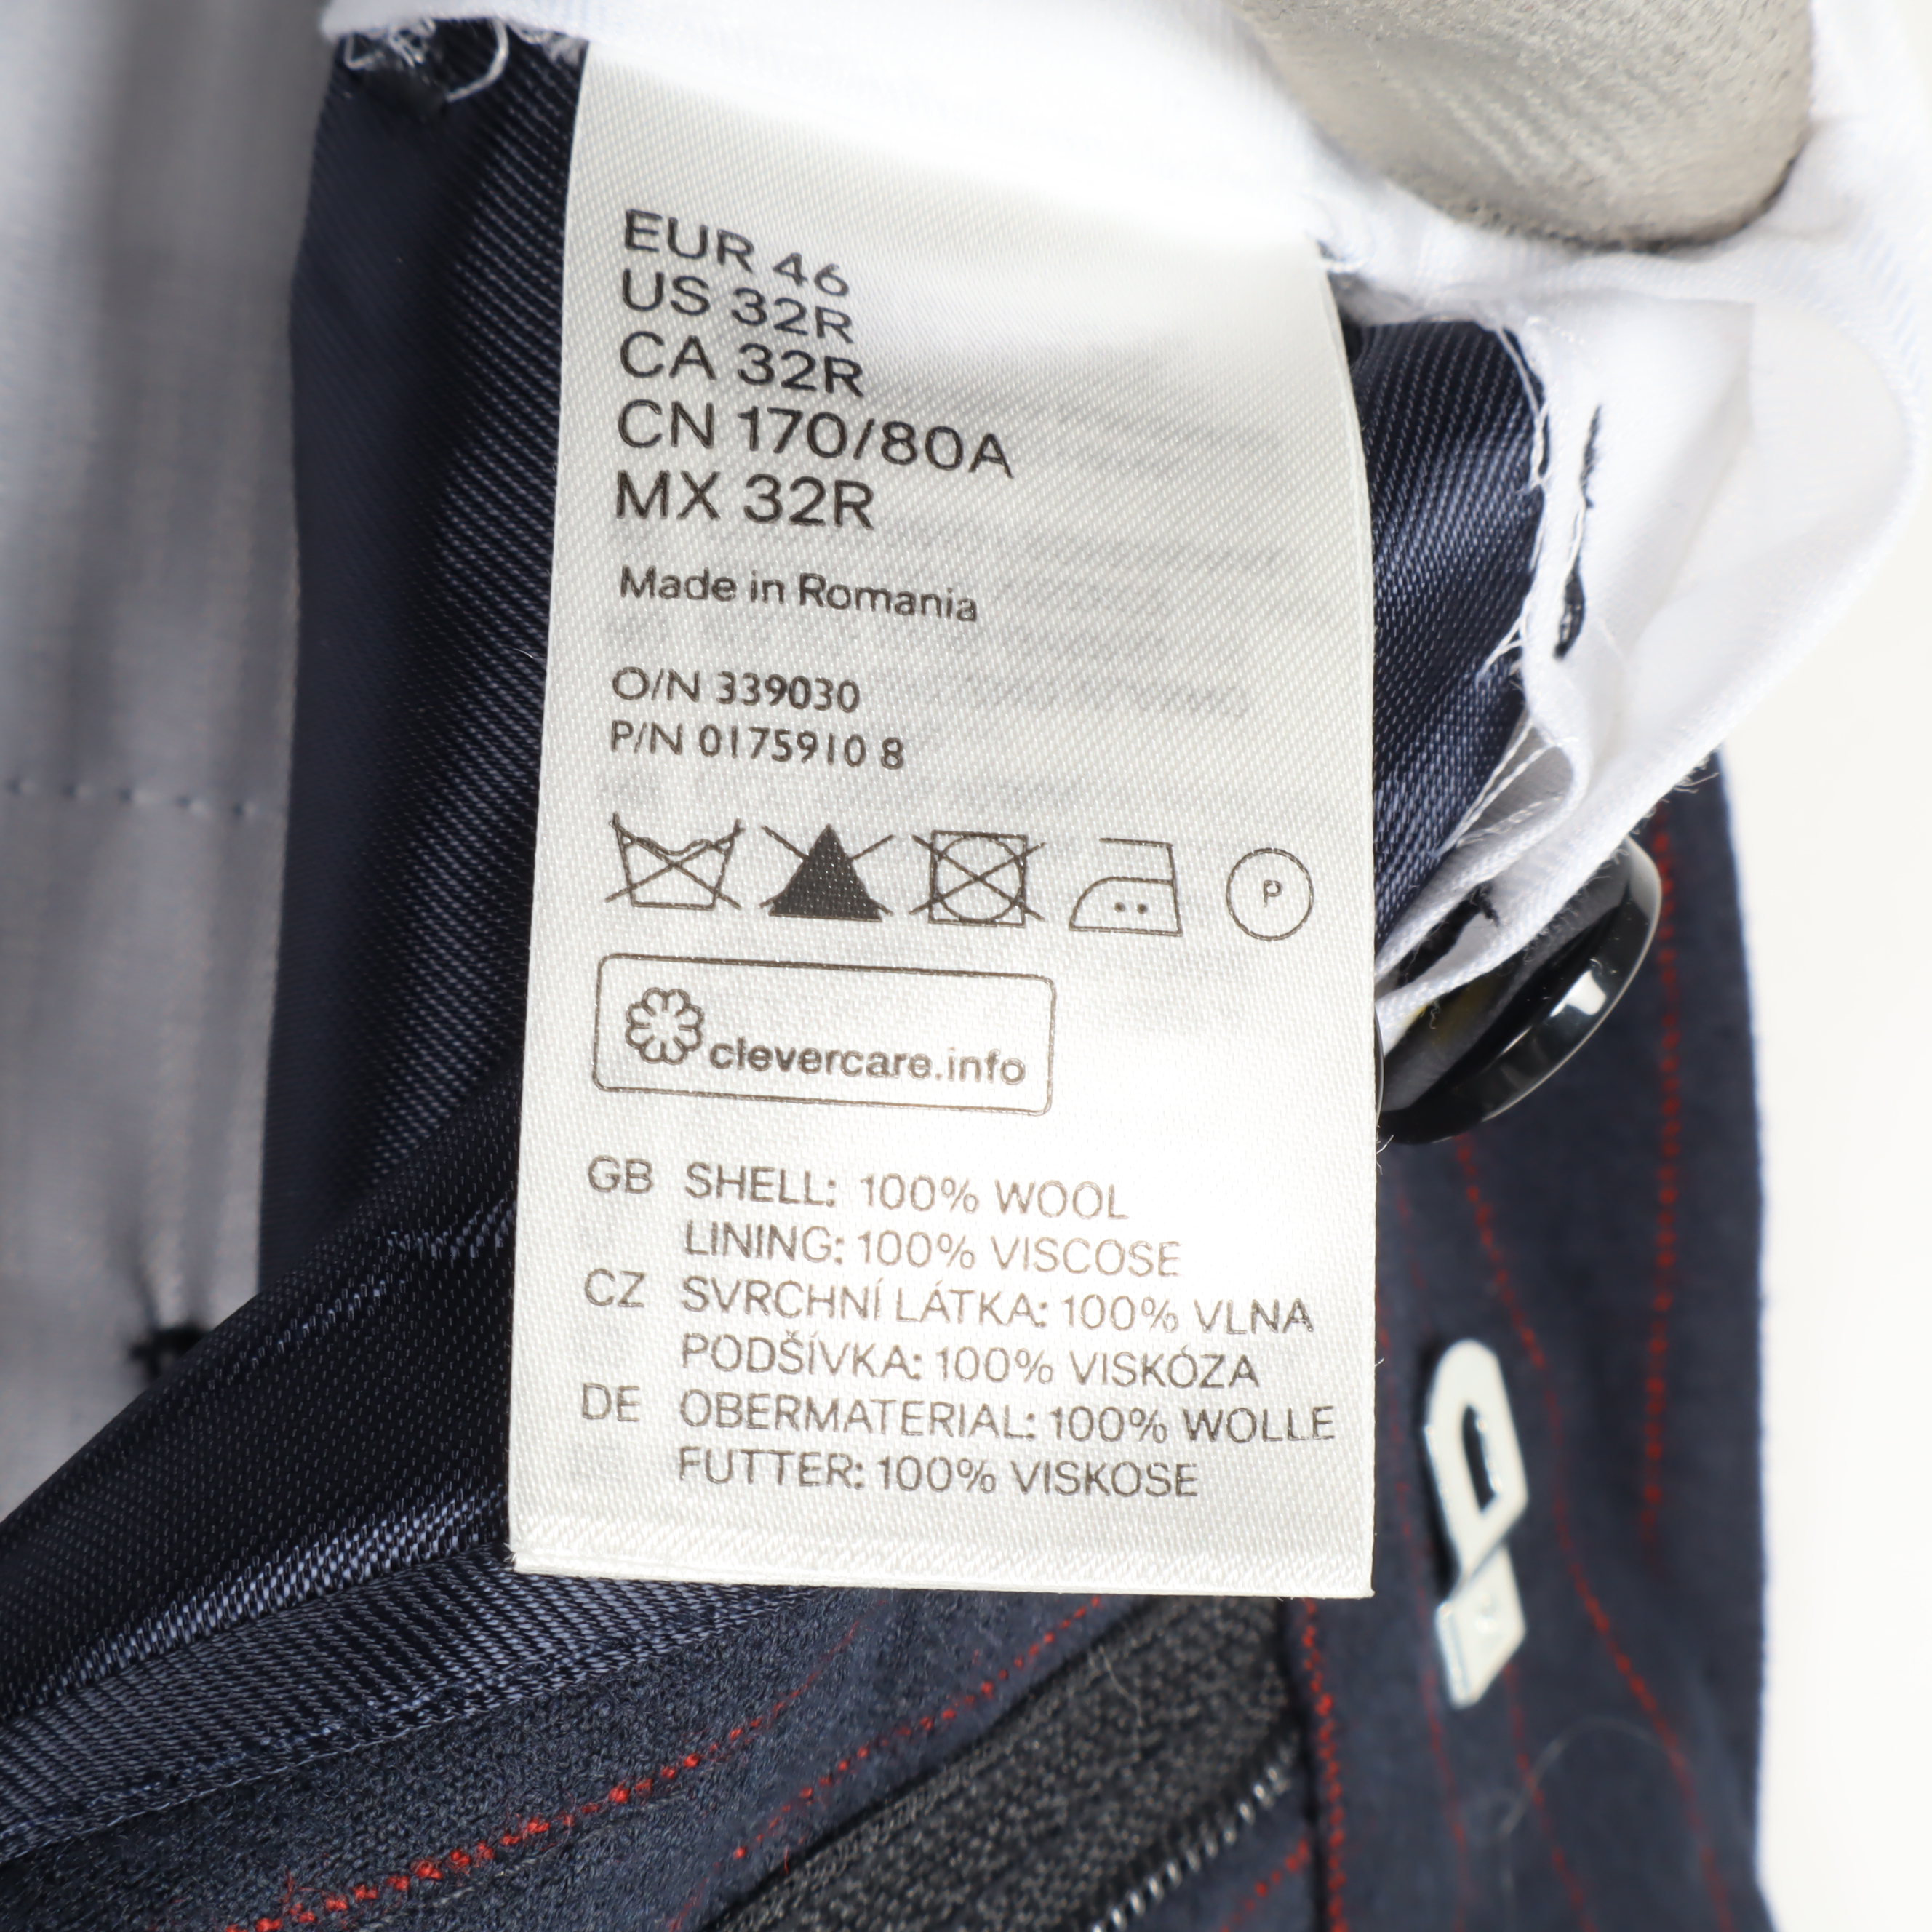 EUR 46
US 32R
CA 32R
CN 170/80A
MX 32R
Made in Romania
O/N 339030
P/N 0175910 8
P
clevercare.info
GB SHELL: 100% WOOL
LINING: 100% VISCOSE
CZ SVRCHNÍ LÁTKA: 100% VLNA
PODŠÍVKA: 100% VISKÓZA
DE OBERMATERIAL: 100% WOLLE
FUTTER: 100% VISKOSE